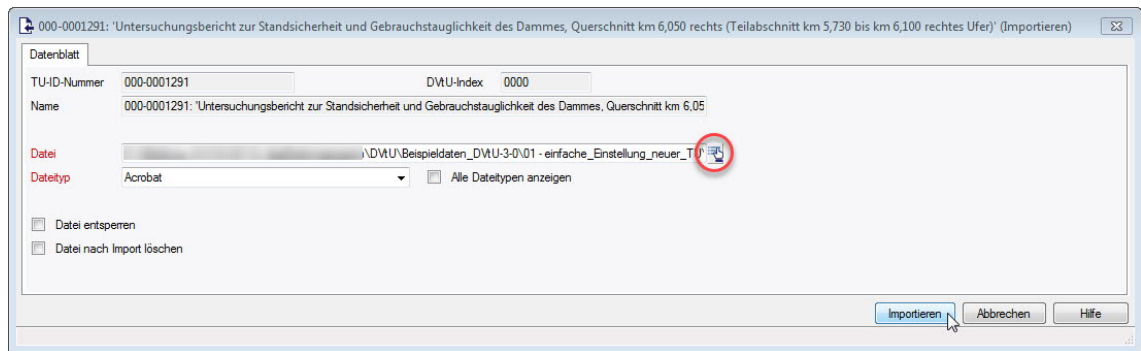 000-0001291: 'Untersuchungsbericht zur Standsicherheit und Gebrauchstauglichkeit des Dammes, Querschnitt km 6,050 rechts (Teilabschnitt km 5,730 bis km 6,100 rechtes Ufer)' (Importieren)
Datenblatt
TU-ID-Nummer 000-0001291 DVtU-Index 0000
Name 000-0001291: 'Untersuchungsbericht zur Standsicherheit und Gebrauchstauglichkeit des Dammes, Querschnitt km 6,05
Datei \DVtU\Beispieldaten_DVtU-3-0\01 - einfache_Einstellung_neuer_TU
Dateityp Acrobat Alle Dateitypen anzeigen
Datei entsperren
Datei nach Import löschen
Importieren Abbrechen Hilfe